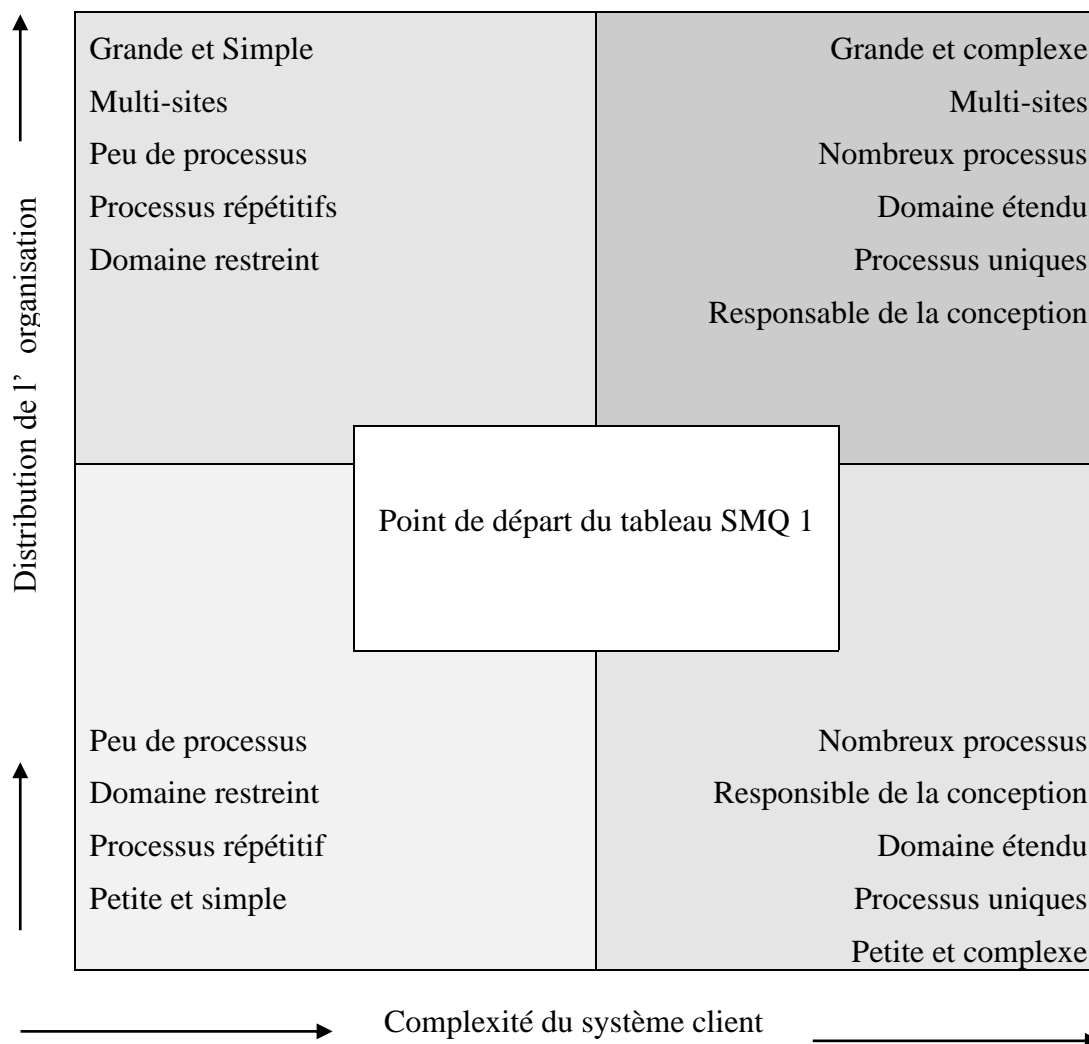 Grande et Simple
Multi-sites
Peu de processus
Processus répétitifs
Domaine restreint
Grande et complexe
Multi-sites
Nombreux processus
Domaine étendu
Processus uniques
Responsable de la conception
Distribution de l’ organisation
Point de départ du tableau SMQ 1
Peu de processus
Domaine restreint
Processus répétitif
Petite et simple
Nombreux processus
Responsible de la conception
Domaine étendu
Processus uniques
Petite et complexe
Complexité du système client